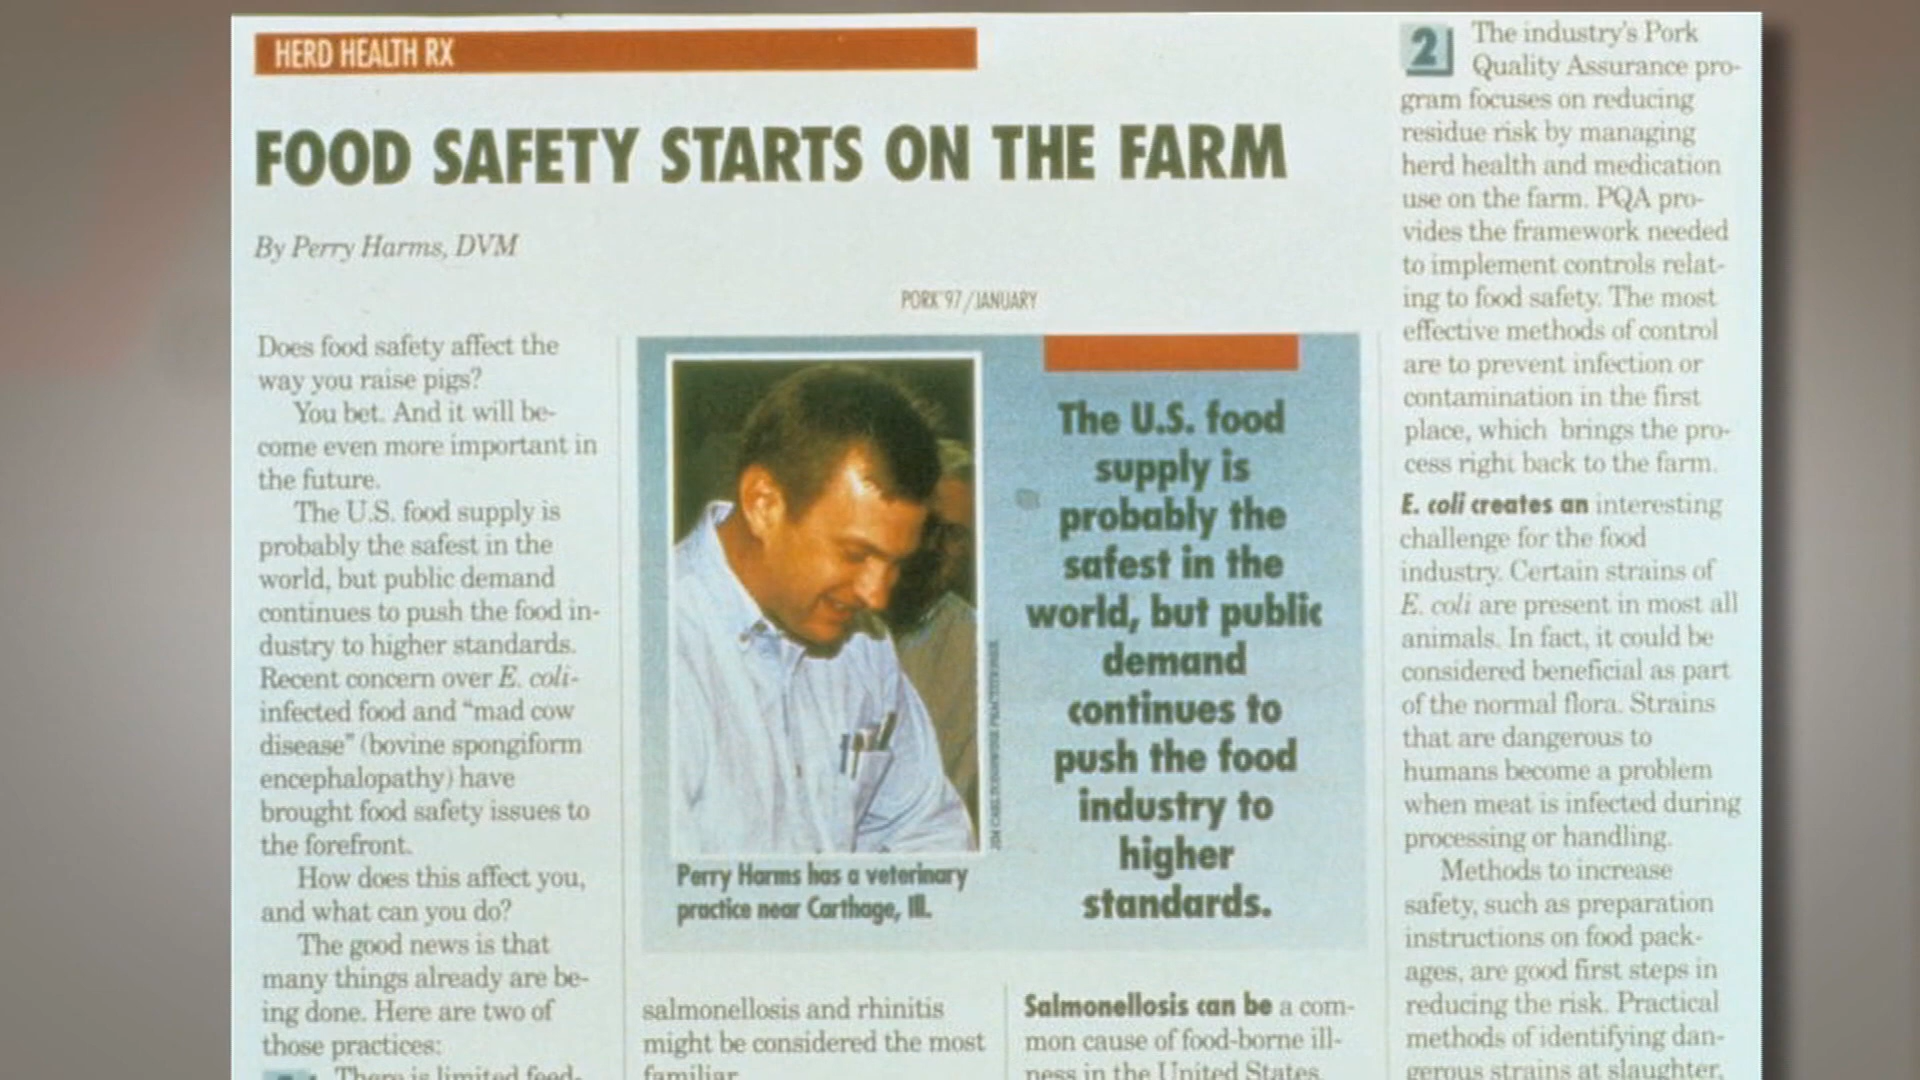 HERD HEALTH RX
FOOD SAFETY STARTS ON THE FARM
By Perry Harms, DVM
PORK '97/JANUARY
Does food safety affect the
way you raise pigs?
You bet. And it will be-
come even more important in
the future.
The U.S. food supply is
probably the safest in the
world, but public demand
continues to push the food in-
dustry to higher standards.
Recent concern over E. coli-
infected food and “mad cow
disease” (bovine spongiform
encephalopathy) have
brought food safety issues to
the forefront.
How does this affect you,
and what can you do?
The good news is that
many things already are be-
ing done. Here are two of
those practices:
There is limited feed-
Perry Harms has a veterinary
practice near Carthage, Ill.
The U.S. food
supply is
probably the
safest in the
world, but public
demand
continues to
push the food
industry to
higher
standards.
salmonellosis and rhinitis
might be considered the most
familiar
Salmonellosis can be a com-
mon cause of food-borne ill-
ness in the United States.
2 The industry's Pork
Quality Assurance pro-
gram focuses on reducing
residue risk by managing
herd health and medication
use on the farm. PQA pro-
vides the framework needed
to implement controls relat-
ing to food safety. The most
effective methods of control
are to prevent infection or
contamination in the first
place, which brings the pro-
cess right back to the farm.
E. coli creates an interesting
challenge for the food
industry. Certain strains of
E. coli are present in most all
animals. In fact, it could be
considered beneficial as part
of the normal flora. Strains
that are dangerous to
humans become a problem
when meat is infected during
processing or handling.
Methods to increase
safety, such as preparation
instructions on food pack-
ages, are good first steps in
reducing the risk. Practical
methods of identifying dan-
gerous strains at slaughter,